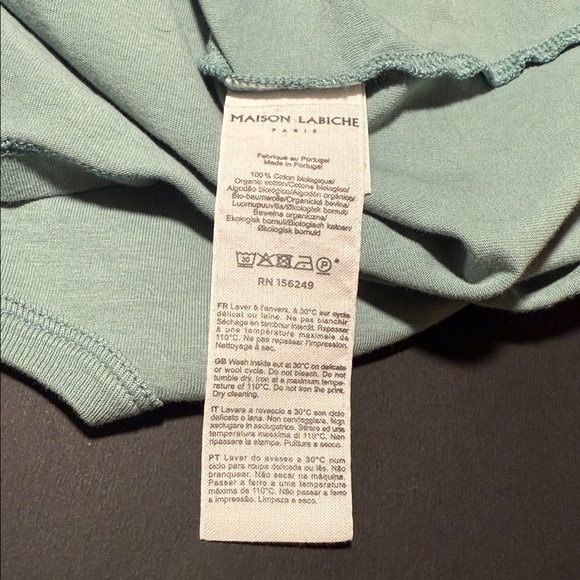 MAISON LABICHE
PARIS
Fabriqué au Portugal
Made in Portugal
100 % Coton biologique/
Organic cotton/Cotone biologico/
Algodão biológico/Algodón orgánico/
Bio-baumwolle/Organická bavlna/
Luomupuuvilla/Økologisk bomuld/
Bawełna organiczna/
Ekologisk bomull/Biologisch katoen/
Økologisk bomull
30 P*
RN 156249
FR Laver à l'envers, à 30°C sur cycle
délicat ou laine. Ne pas blanchir
Séchage en tambour interdit. Repasser
à une température maximale de
110°C. Ne pas repasser l'impression.
Nettoyage à sec.
GB Wash inside out at 30°C on delicate
or wool cycle. Do not bleach. Do not
tumble dry. Iron at a maximum tempe-
rature of 110°C. Do not iron the print.
Dry cleaning.
IT Lavare a rovescio a 30°C con ciclo
delicato o lana. Non candeggiare. Non
asciugare in asciugatrice. Stirare ad una
temperatura massima di 110°C. Non
ripassare la stampa. Pulitura a secco.
PT Lavar do avesso a 30°C num
ciclo para roupa delicada ou lãs. Não
branquear. Não secar na máquina.
Passar a ferro a uma temperatura
máxima de 110°C. Não passar a ferro
a impressão. Limpeza a seco.